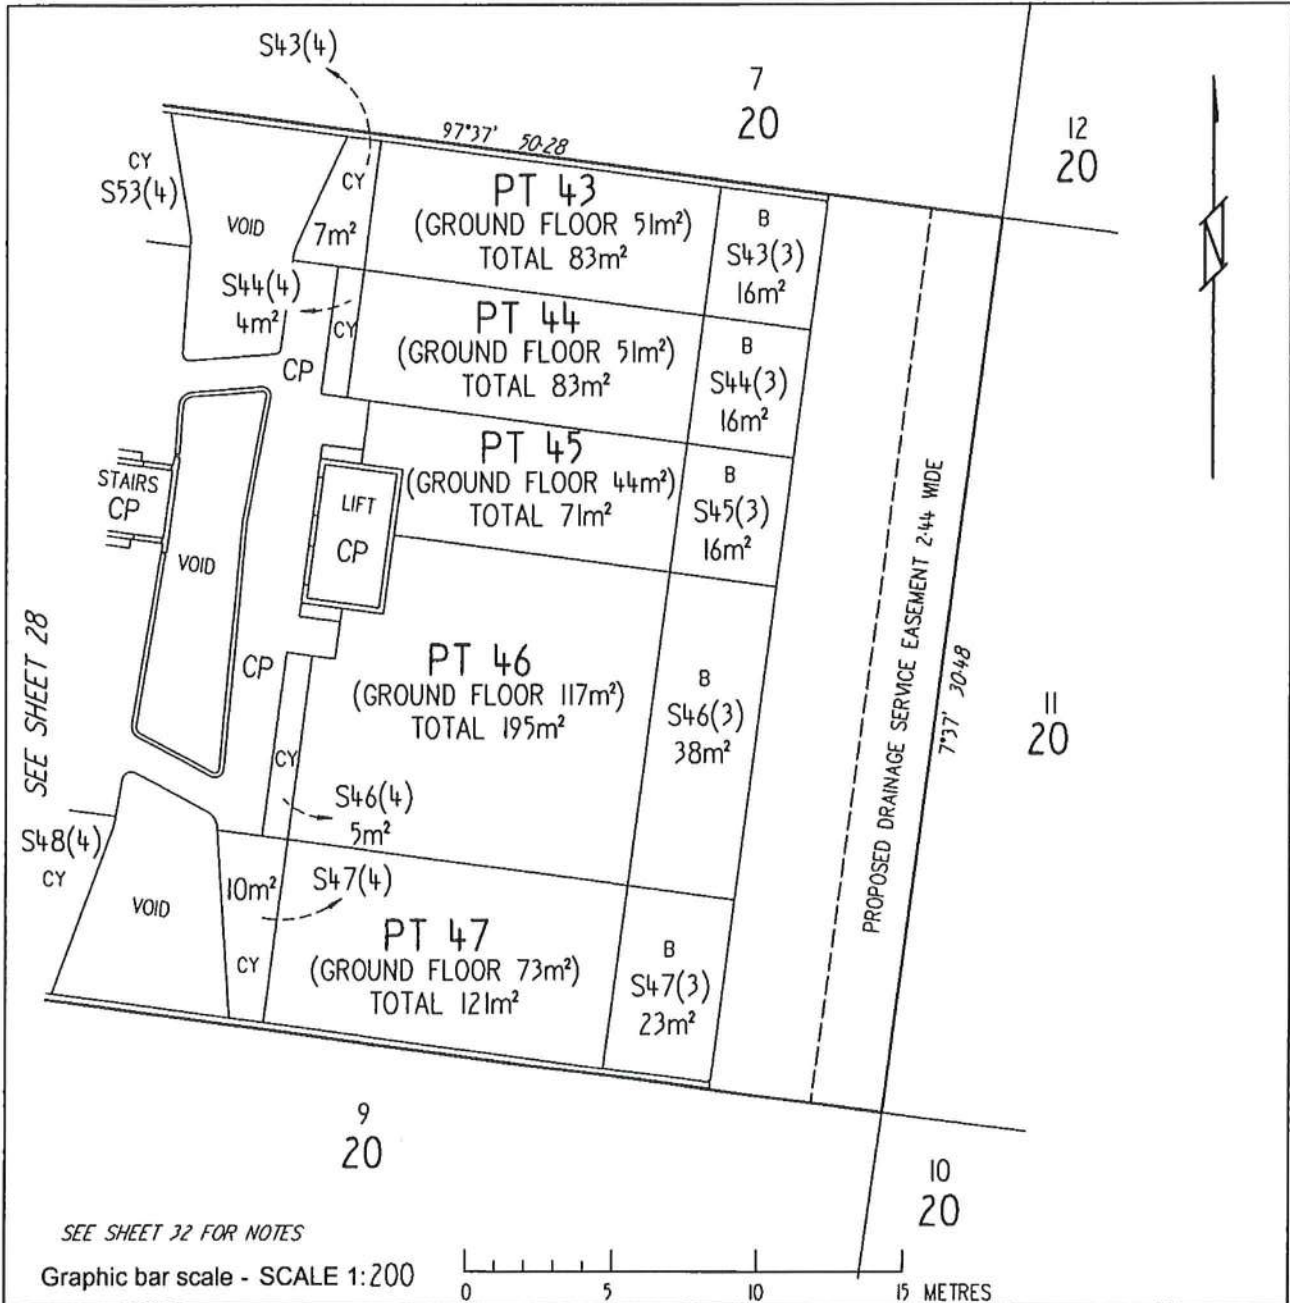 S43(4)
7
20
12
20
97°37' 50·28
CY
S53(4)
VOID
CY
7m²
PT 43
(GROUND FLOOR 51m²)
TOTAL 83m²
B
S43(3)
16m²
S44(4)
4m²
CY
CP
PT 44
(GROUND FLOOR 51m²)
TOTAL 83m²
B
S44(3)
16m²
STAIRS
CP
VOID
LIFT
CP
PT 45
(GROUND FLOOR 44m²)
TOTAL 71m²
B
S45(3)
16m²
PROPOSED DRAINAGE SERVICE EASEMENT 2·44 WIDE
7°37' 30·48
SEE SHEET 28
CP
PT 46
(GROUND FLOOR 117m²)
TOTAL 195m²
B
S46(3)
38m²
11
20
CY
S46(4)
5m²
S48(4)
CY
VOID
10m²
S47(4)
CY
PT 47
(GROUND FLOOR 73m²)
TOTAL 121m²
B
S47(3)
23m²
9
20
10
20
SEE SHEET 32 FOR NOTES
Graphic bar scale - SCALE 1:200
0 5 10 15 METRES